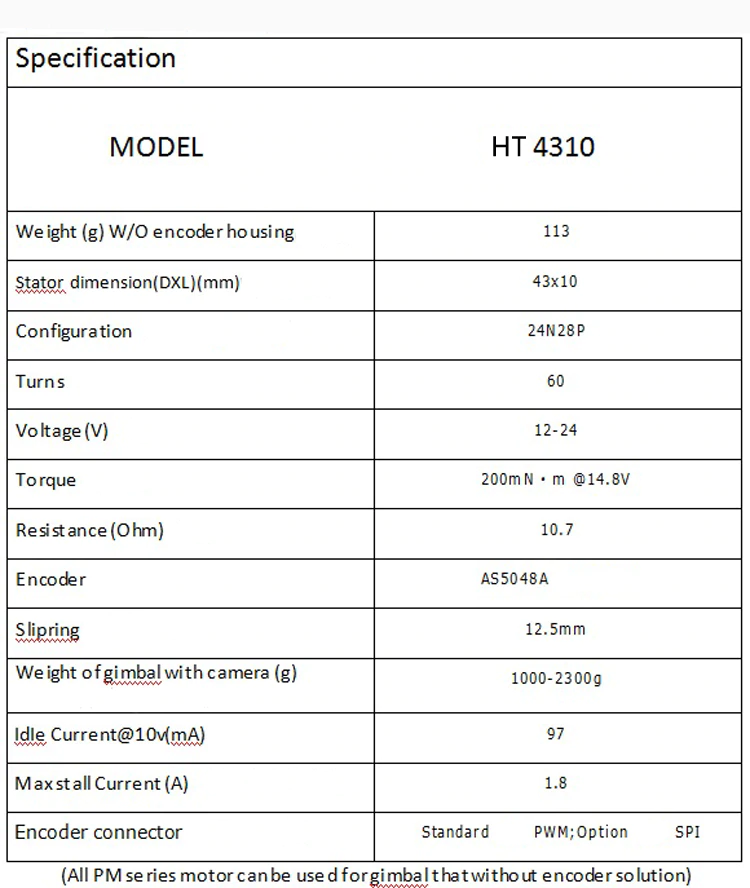 Specification
MODEL HT 4310
Weight (g) W/O encoder housing 113
Stator dimension(DXL)(mm) 43x10
Configuration 24N28P
Turns 60
Voltage (V) 12-24
Torque 200mN·m @14.8V
Resistance (Ohm) 10.7
Encoder AS5048A
Slipring 12.5mm
Weight of gimbal with camera (g) 1000-2300g
Idle Current@10v(mA) 97
Max stall Current (A) 1.8
Encoder connector Standard PWM;Option SPI
(All PM series motor can be used for gimbal that without encoder solution)